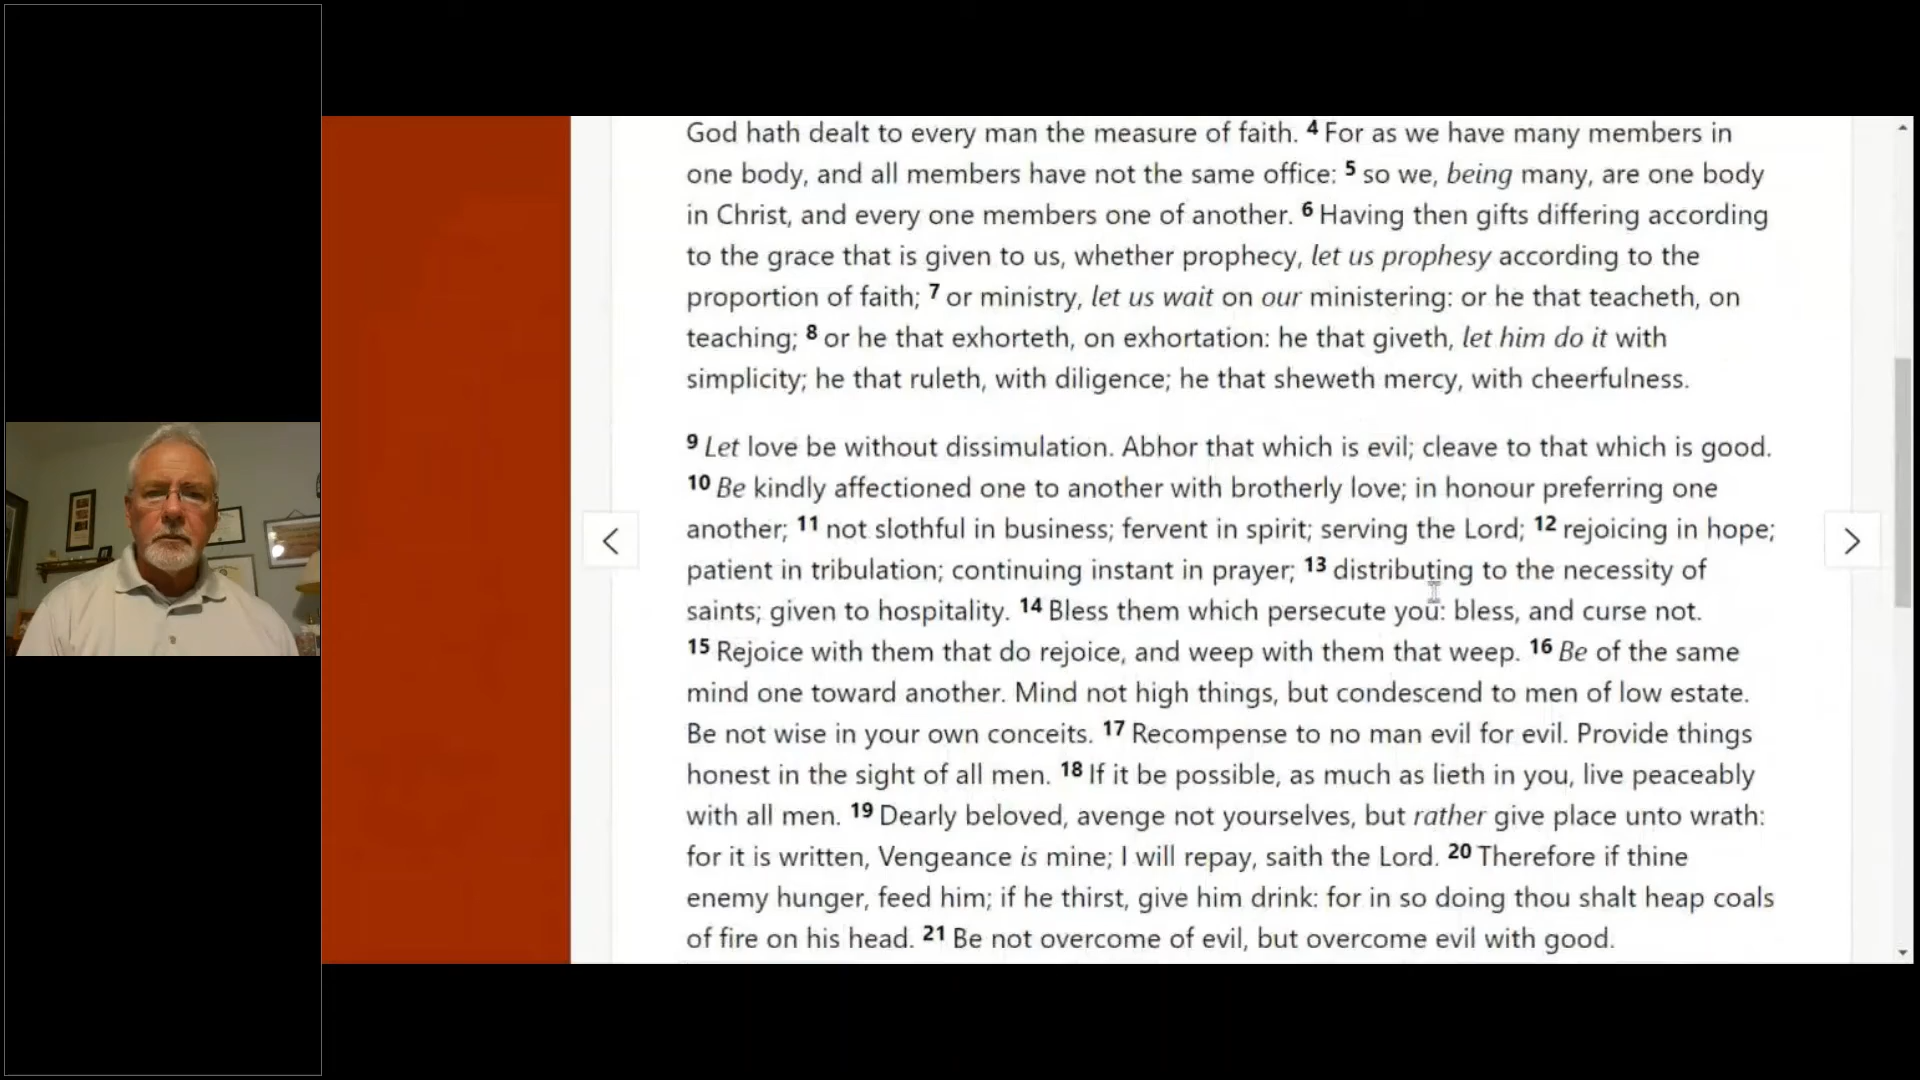 God hath dealt to every man the measure of faith. 4 For as we have many members in
one body, and all members have not the same office: 5 so we, being many, are one body
in Christ, and every one members one of another. 6 Having then gifts differing according
to the grace that is given to us, whether prophecy, let us prophesy according to the
proportion of faith; 7 or ministry, let us wait on our ministering: or he that teacheth, on
teaching; 8 or he that exhorteth, on exhortation: he that giveth, let him do it with
simplicity; he that ruleth, with diligence; he that sheweth mercy, with cheerfulness.
9 Let love be without dissimulation. Abhor that which is evil; cleave to that which is good.
10 Be kindly affectioned one to another with brotherly love; in honour preferring one
another; 11 not slothful in business; fervent in spirit; serving the Lord; 12 rejoicing in hope;
patient in tribulation; continuing instant in prayer; 13 distributing to the necessity of
saints; given to hospitality. 14 Bless them which persecute you: bless, and curse not.
15 Rejoice with them that do rejoice, and weep with them that weep. 16 Be of the same
mind one toward another. Mind not high things, but condescend to men of low estate.
Be not wise in your own conceits. 17 Recompense to no man evil for evil. Provide things
honest in the sight of all men. 18 If it be possible, as much as lieth in you, live peaceably
with all men. 19 Dearly beloved, avenge not yourselves, but rather give place unto wrath:
for it is written, Vengeance is mine; I will repay, saith the Lord. 20 Therefore if thine
enemy hunger, feed him; if he thirst, give him drink: for in so doing thou shalt heap coals
of fire on his head. 21 Be not overcome of evil, but overcome evil with good.